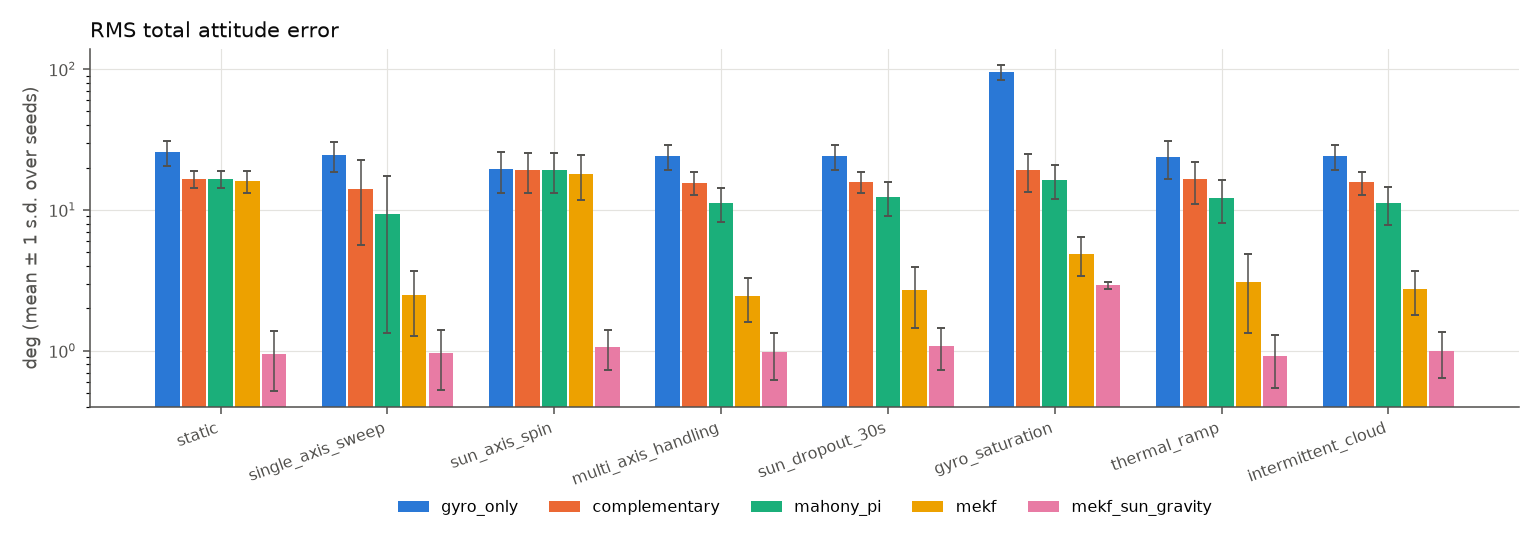 RMS total attitude error
deg (mean ± 1 s.d. over seeds)
10²
10¹
10⁰
static
single_axis_sweep
sun_axis_spin
multi_axis_handling
sun_dropout_30s
gyro_saturation
thermal_ramp
intermittent_cloud
gyro_only complementary mahony_pi mekf mekf_sun_gravity